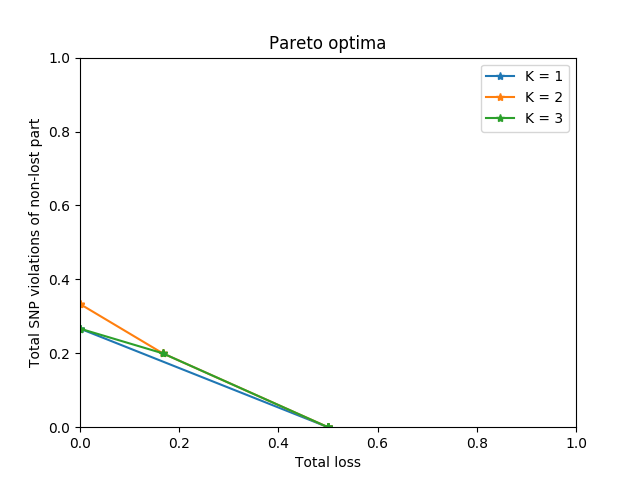 Pareto optima
K = 1
K = 2
K = 3
Total SNP violations of non-lost part
1.0
0.8
0.6
0.4
0.2
0.0
0.0 0.2 0.4 0.6 0.8 1.0
Total loss